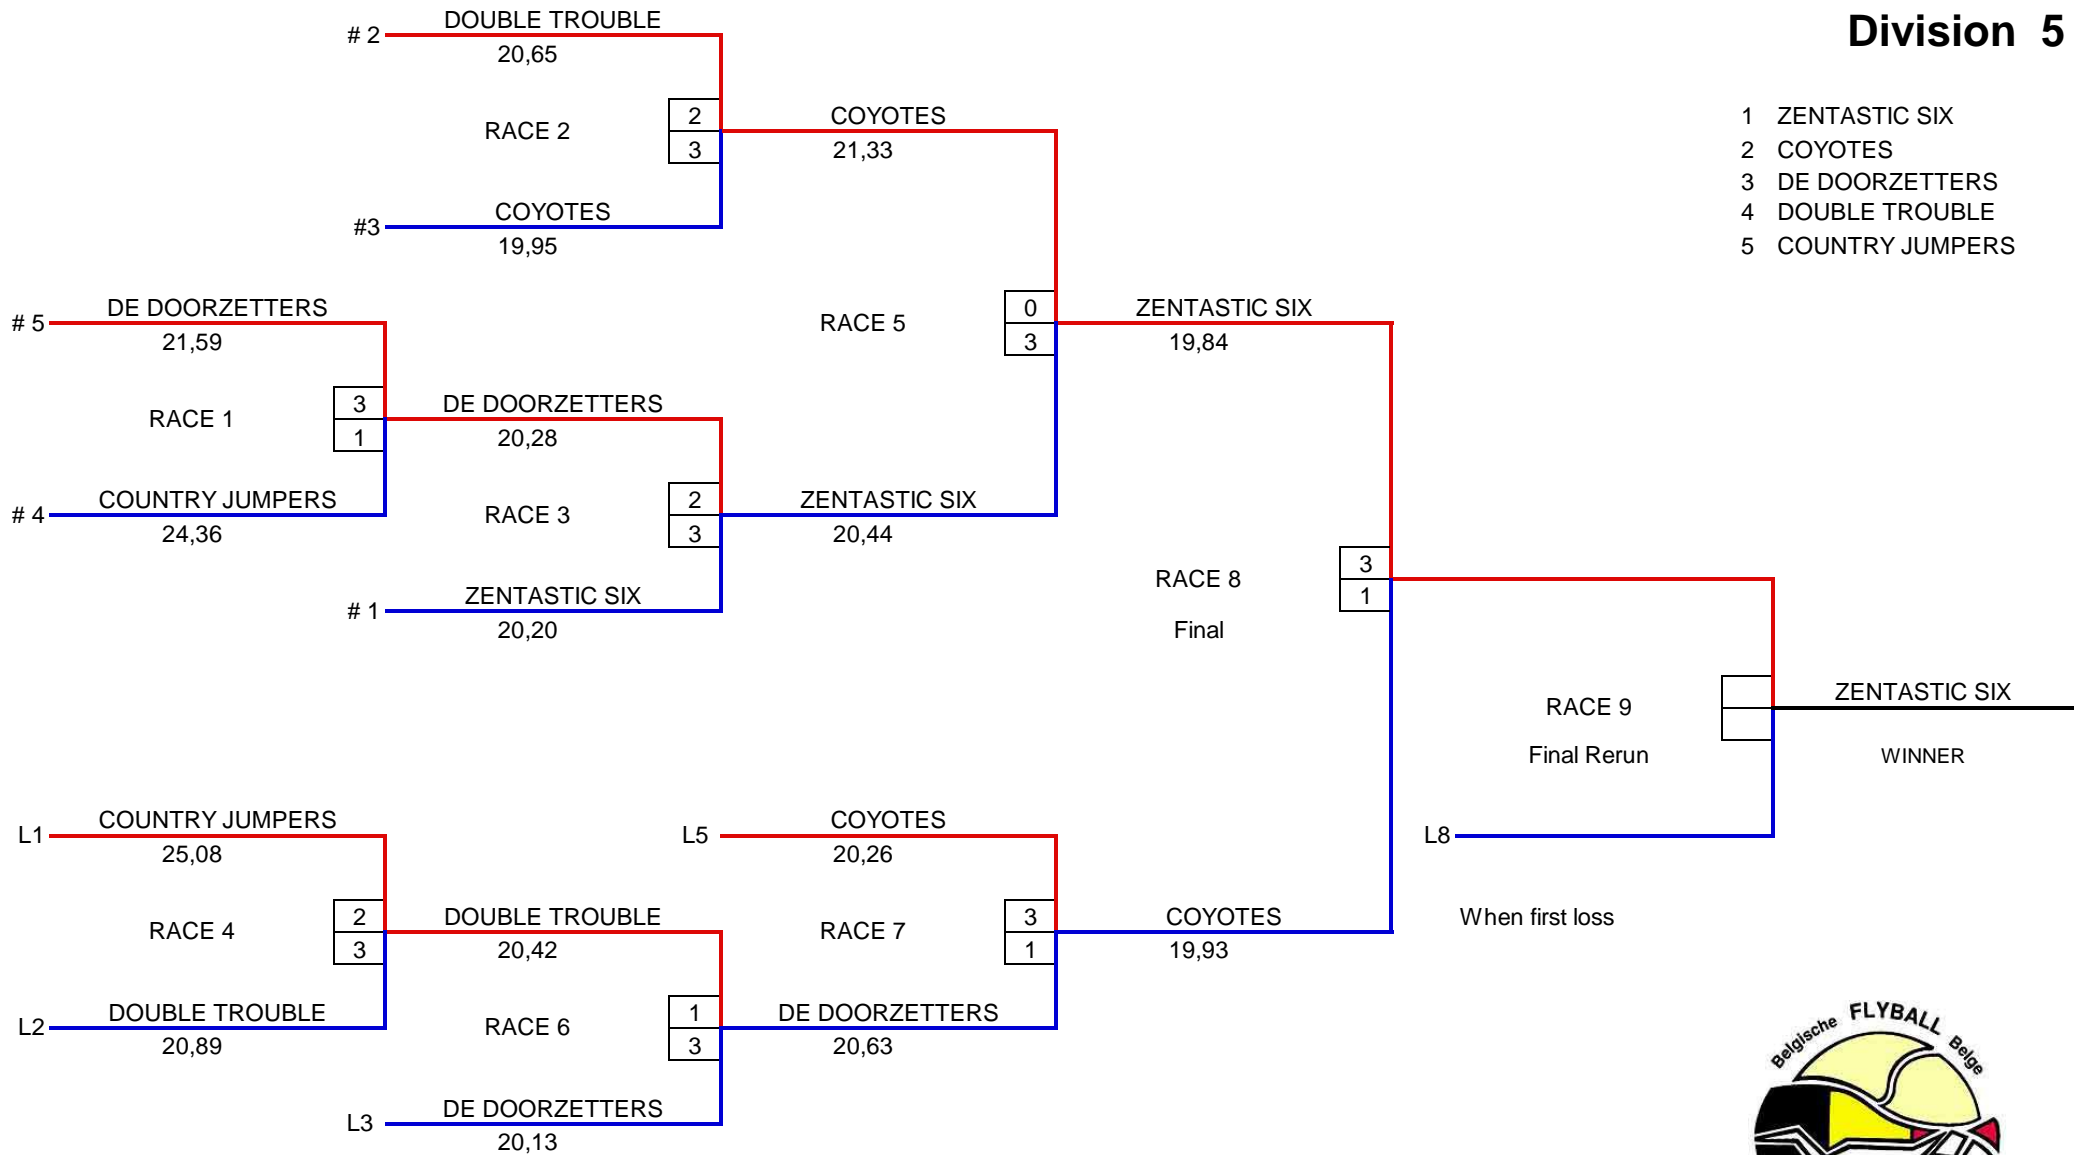 Division 5
1 ZENTASTIC SIX
2 COYOTES
3 DE DOORZETTERS
4 DOUBLE TROUBLE
5 COUNTRY JUMPERS
# 2 DOUBLE TROUBLE
20,65
RACE 2
2
3
#3 COYOTES
19,95
COYOTES
21,33
# 5 DE DOORZETTERS
21,59
RACE 1
3
1
# 4 COUNTRY JUMPERS
24,36
DE DOORZETTERS
20,28
RACE 3
2
3
# 1 ZENTASTIC SIX
20,20
RACE 5
0
3
ZENTASTIC SIX
20,44
ZENTASTIC SIX
19,84
RACE 8
Final
3
1
RACE 9
Final Rerun
ZENTASTIC SIX
WINNER
L1 COUNTRY JUMPERS
25,08
RACE 4
2
3
L2 DOUBLE TROUBLE
20,89
DOUBLE TROUBLE
20,42
RACE 6
1
3
L3 DE DOORZETTERS
20,13
L5 COYOTES
20,26
RACE 7
3
1
DE DOORZETTERS
20,63
COYOTES
19,93
L8
When first loss
Belgische FLYBALL Belge